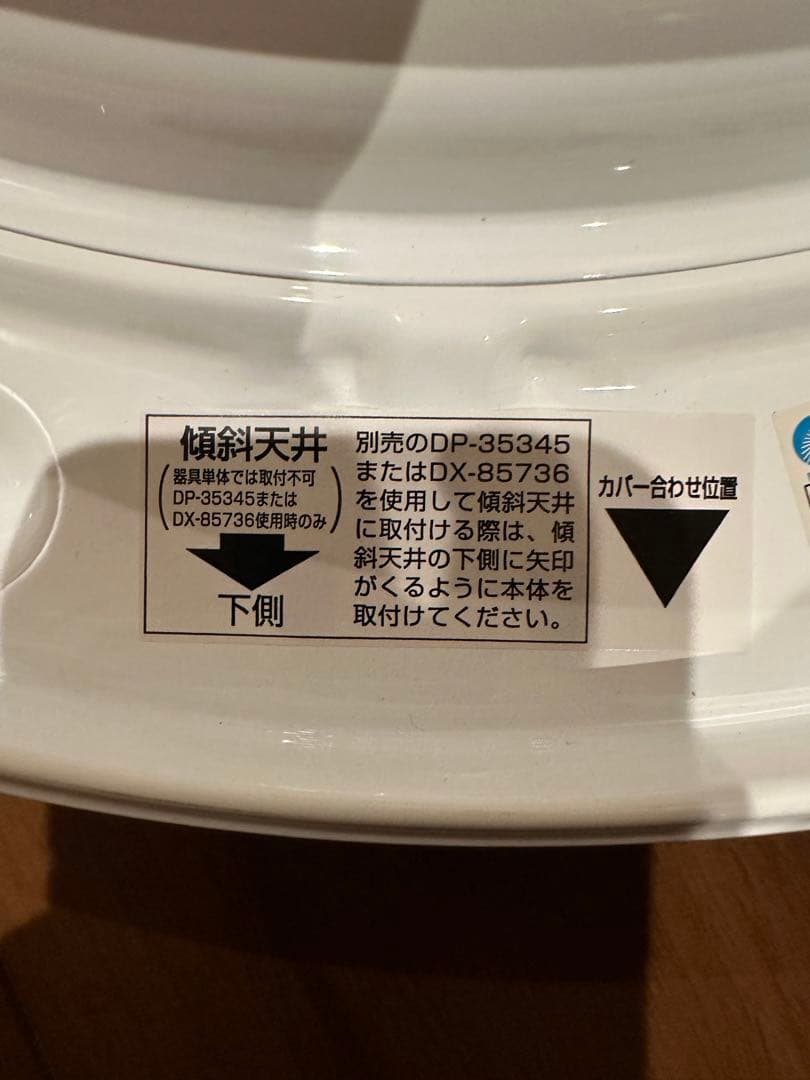 傾斜天井
(器具単体では取付不可
DP-35345または
DX-85736使用時のみ)
下側
別売のDP-35345
またはDX-85736
を使用して傾斜天井
に取付ける際は、傾
斜天井の下側に矢印
がくるように本体を
取付けてください。
カバー合わせ位置